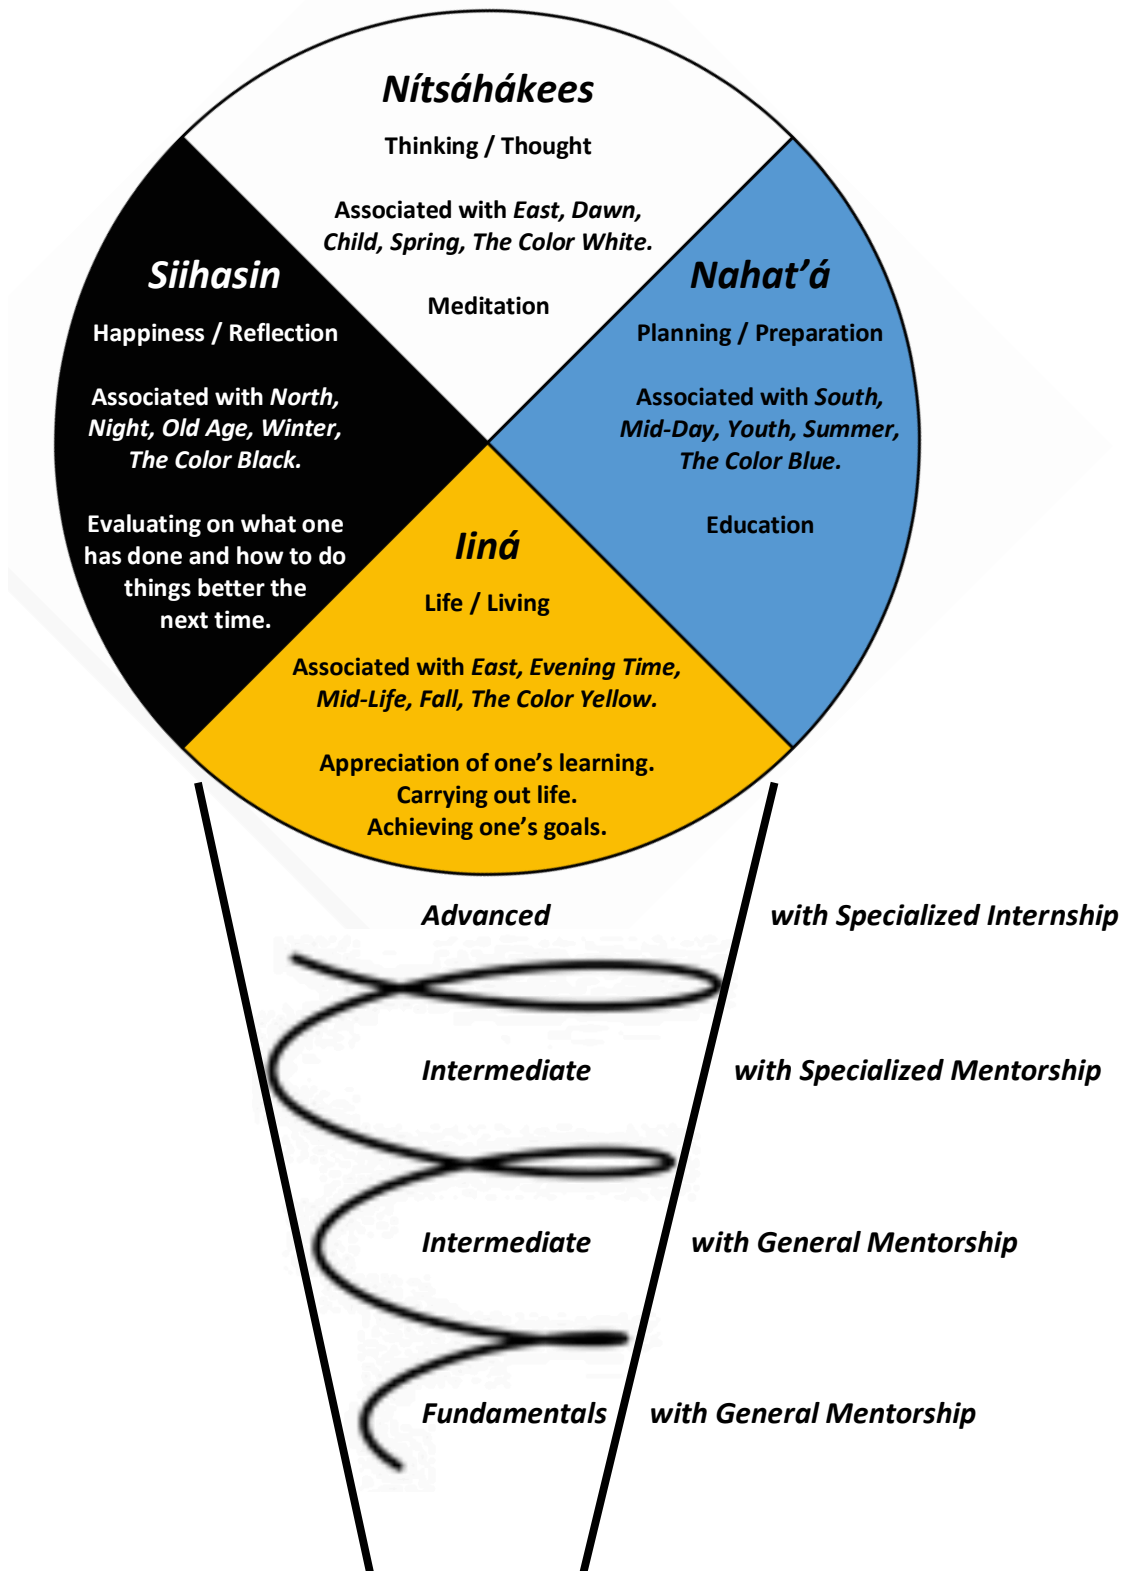 Nítsáhákees
Thinking / Thought
Associated with East, Dawn,
Child, Spring, The Color White.
Meditation
Nahat’á
Planning / Preparation
Associated with South,
Mid-Day, Youth, Summer,
The Color Blue.
Education
Iiná
Life / Living
Associated with East, Evening Time,
Mid-Life, Fall, The Color Yellow.
Appreciation of one’s learning.
Carrying out life.
Achieving one’s goals.
Siihasin
Happiness / Reflection
Associated with North,
Night, Old Age, Winter,
The Color Black.
Evaluating on what one
has done and how to do
things better the
next time.
Advanced with Specialized Internship
Intermediate with Specialized Mentorship
Intermediate with General Mentorship
Fundamentals with General Mentorship